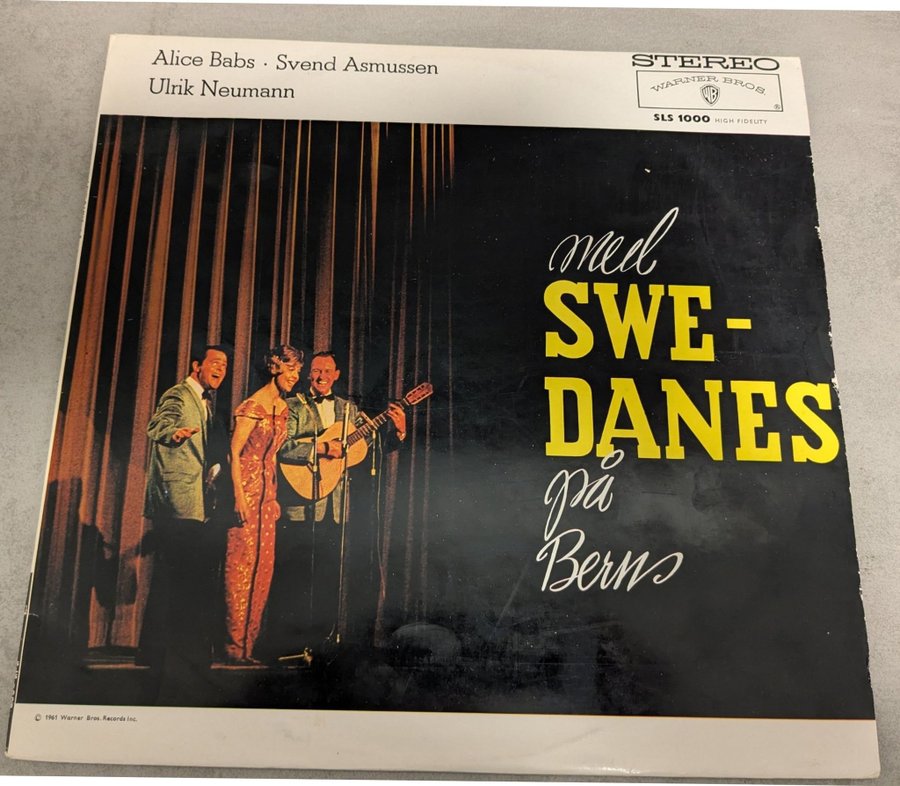 Alice Babs · Svend Asmussen
Ulrik Neumann
STEREO
WARNER BROS.
WB
®
SLS 1000 HIGH FIDELITY
med
SWE-
DANES
på
Berns
© 1961 Warner Bros. Records Inc.